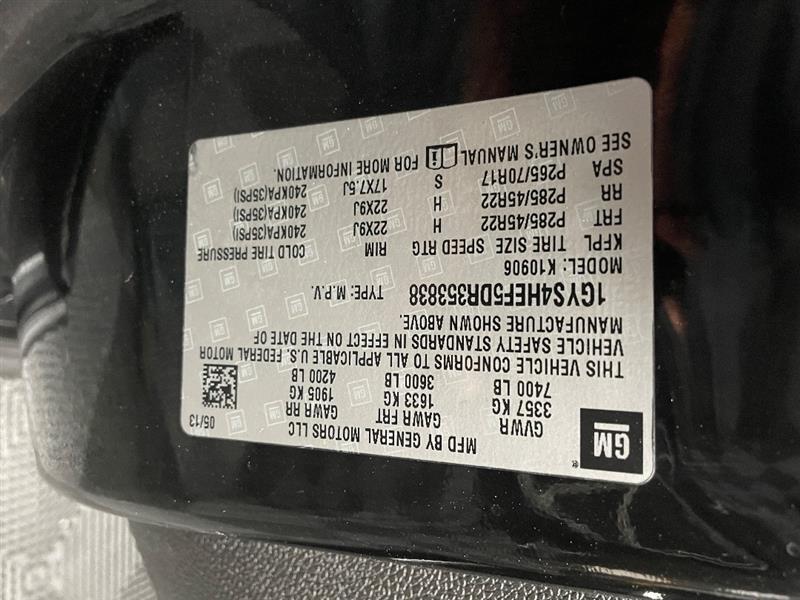 GM
MFD BY GENERAL MOTORS LLC 05/13
GVWR GAWR FRT GAWR RR
3357 KG 1633 KG 1905 KG
7400 LB 3600 LB 4200 LB
THIS VEHICLE CONFORMS TO ALL APPLICABLE U.S. FEDERAL MOTOR
VEHICLE SAFETY STANDARDS IN EFFECT ON THE DATE OF
MANUFACTURE SHOWN ABOVE.
1GYS4HEF5DR353838 TYPE: M.P.V.
MODEL: K10906
KFPL TIRE SIZE SPEED RTG RIM COLD TIRE PRESSURE
FRT P285/45R22 H 22X9J 240KPA(35PSI)
RR P285/45R22 H 22X9J 240KPA(35PSI)
SPA P265/70R17 S 17X7.5J 240KPA(35PSI)
SEE OWNER'S MANUAL FOR MORE INFORMATION.